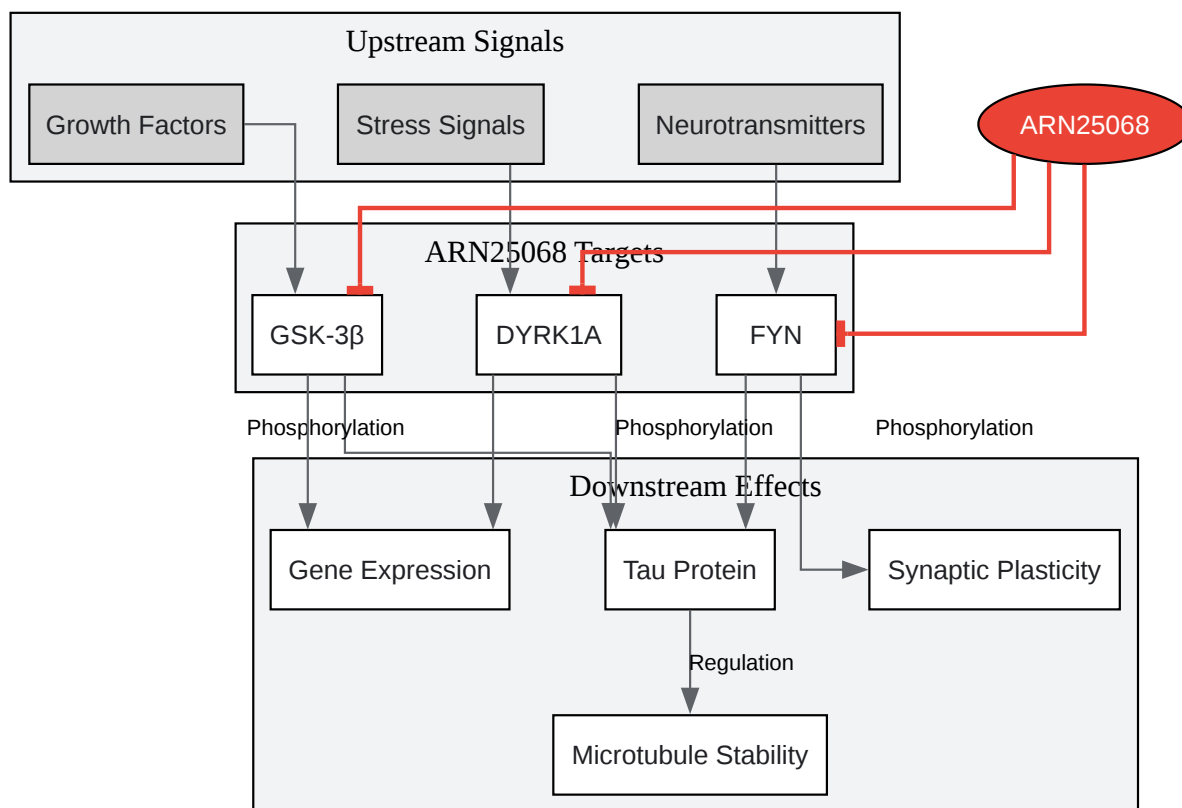 Upstream Signals
Growth Factors
Stress Signals
Neurotransmitters
ARN25068
ARN25068 Targets
GSK-3β
DYRK1A
FYN
Phosphorylation
Phosphorylation
Phosphorylation
Downstream Effects
Gene Expression
Tau Protein
Synaptic Plasticity
Regulation
Microtubule Stability